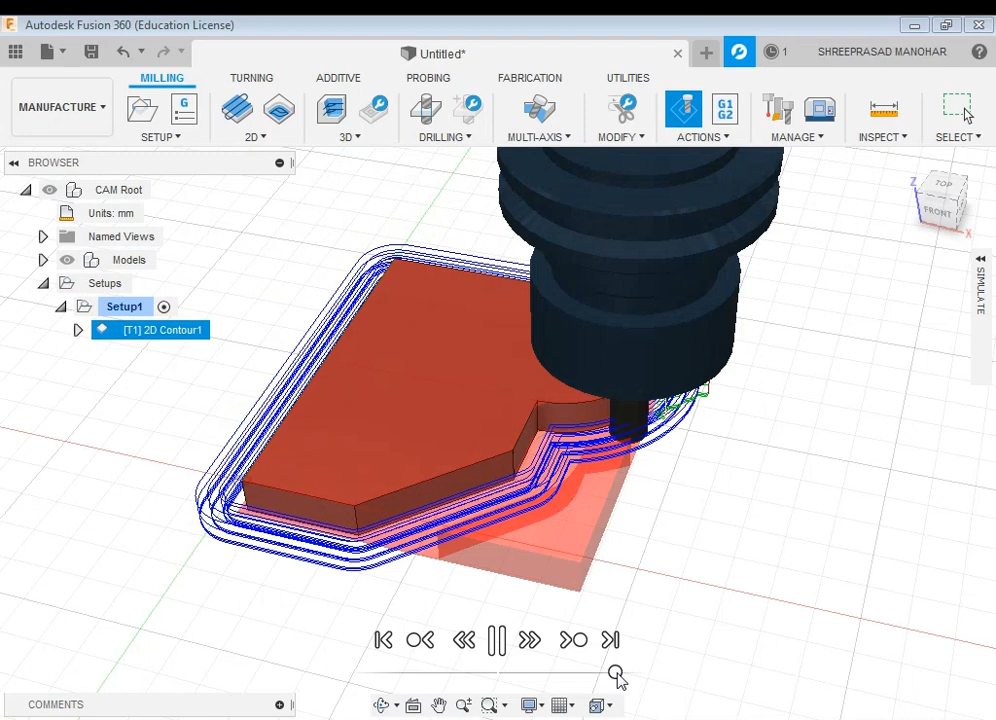 Autodesk Fusion 360 (Education License)
Untitled*
1
SHREEPRASAD MANOHAR
MANUFACTURE
MILLING
TURNING
ADDITIVE
PROBING
FABRICATION
UTILITIES
G
G1
G2
SETUP
2D
3D
DRILLING
MULTI-AXIS
MODIFY
ACTIONS
MANAGE
INSPECT
SELECT
BROWSER
CAM Root
Units: mm
Named Views
Models
Setups
Setup1
[T1] 2D Contour1
Z
TOP
FRONT
X
SIMULATE
COMMENTS